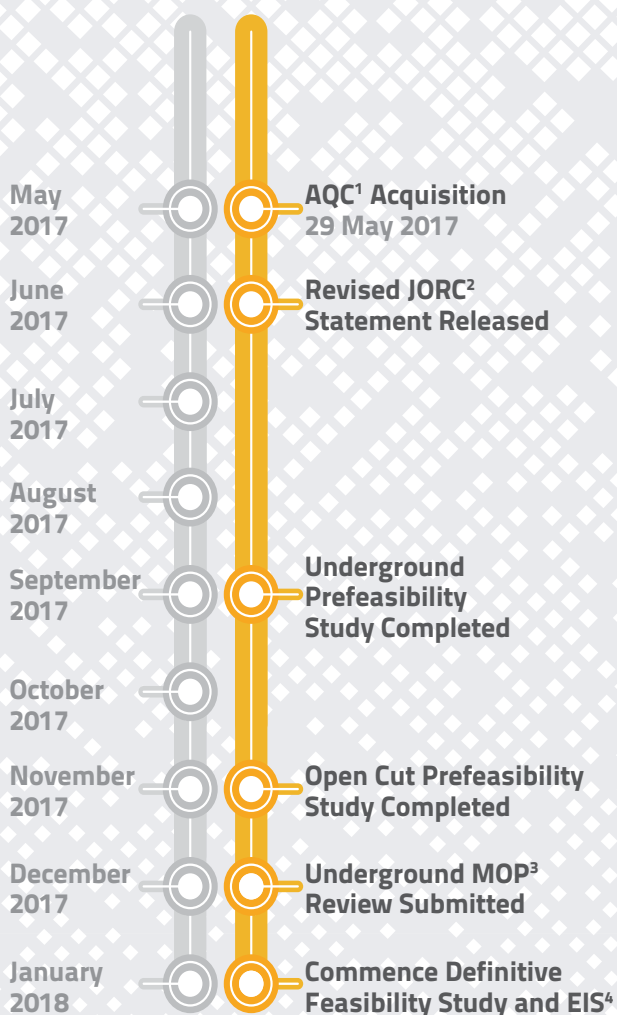 May
2017
AQC¹ Acquisition
29 May 2017
June
2017
Revised JORC²
Statement Released
July
2017
August
2017
September
2017
Underground
Prefeasibility
Study Completed
October
2017
November
2017
Open Cut Prefeasibility
Study Completed
December
2017
Underground MOP³
Review Submitted
January
2018
Commence Definitive
Feasibility Study and EIS⁴